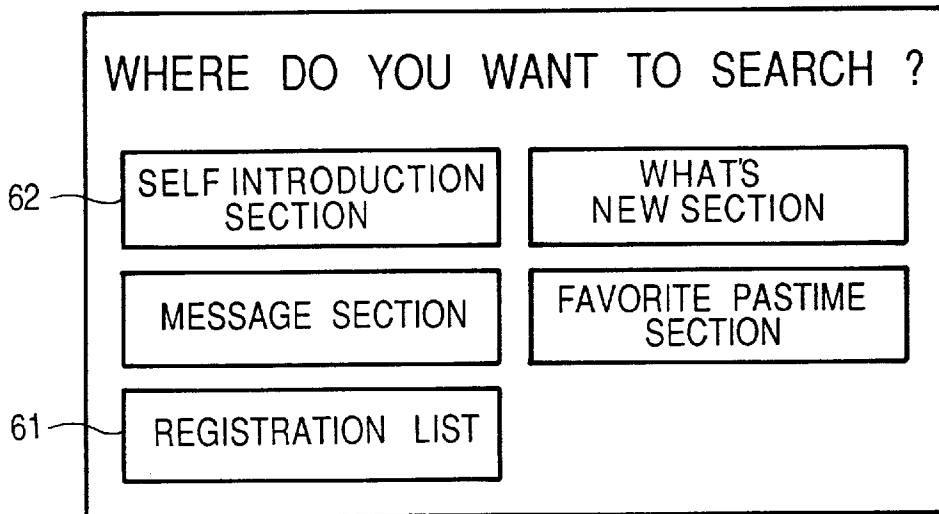 WHERE DO YOU WANT TO SEARCH ?
62
SELF INTRODUCTION
SECTION
WHAT'S
NEW SECTION
MESSAGE SECTION
FAVORITE PASTIME
SECTION
61
REGISTRATION LIST